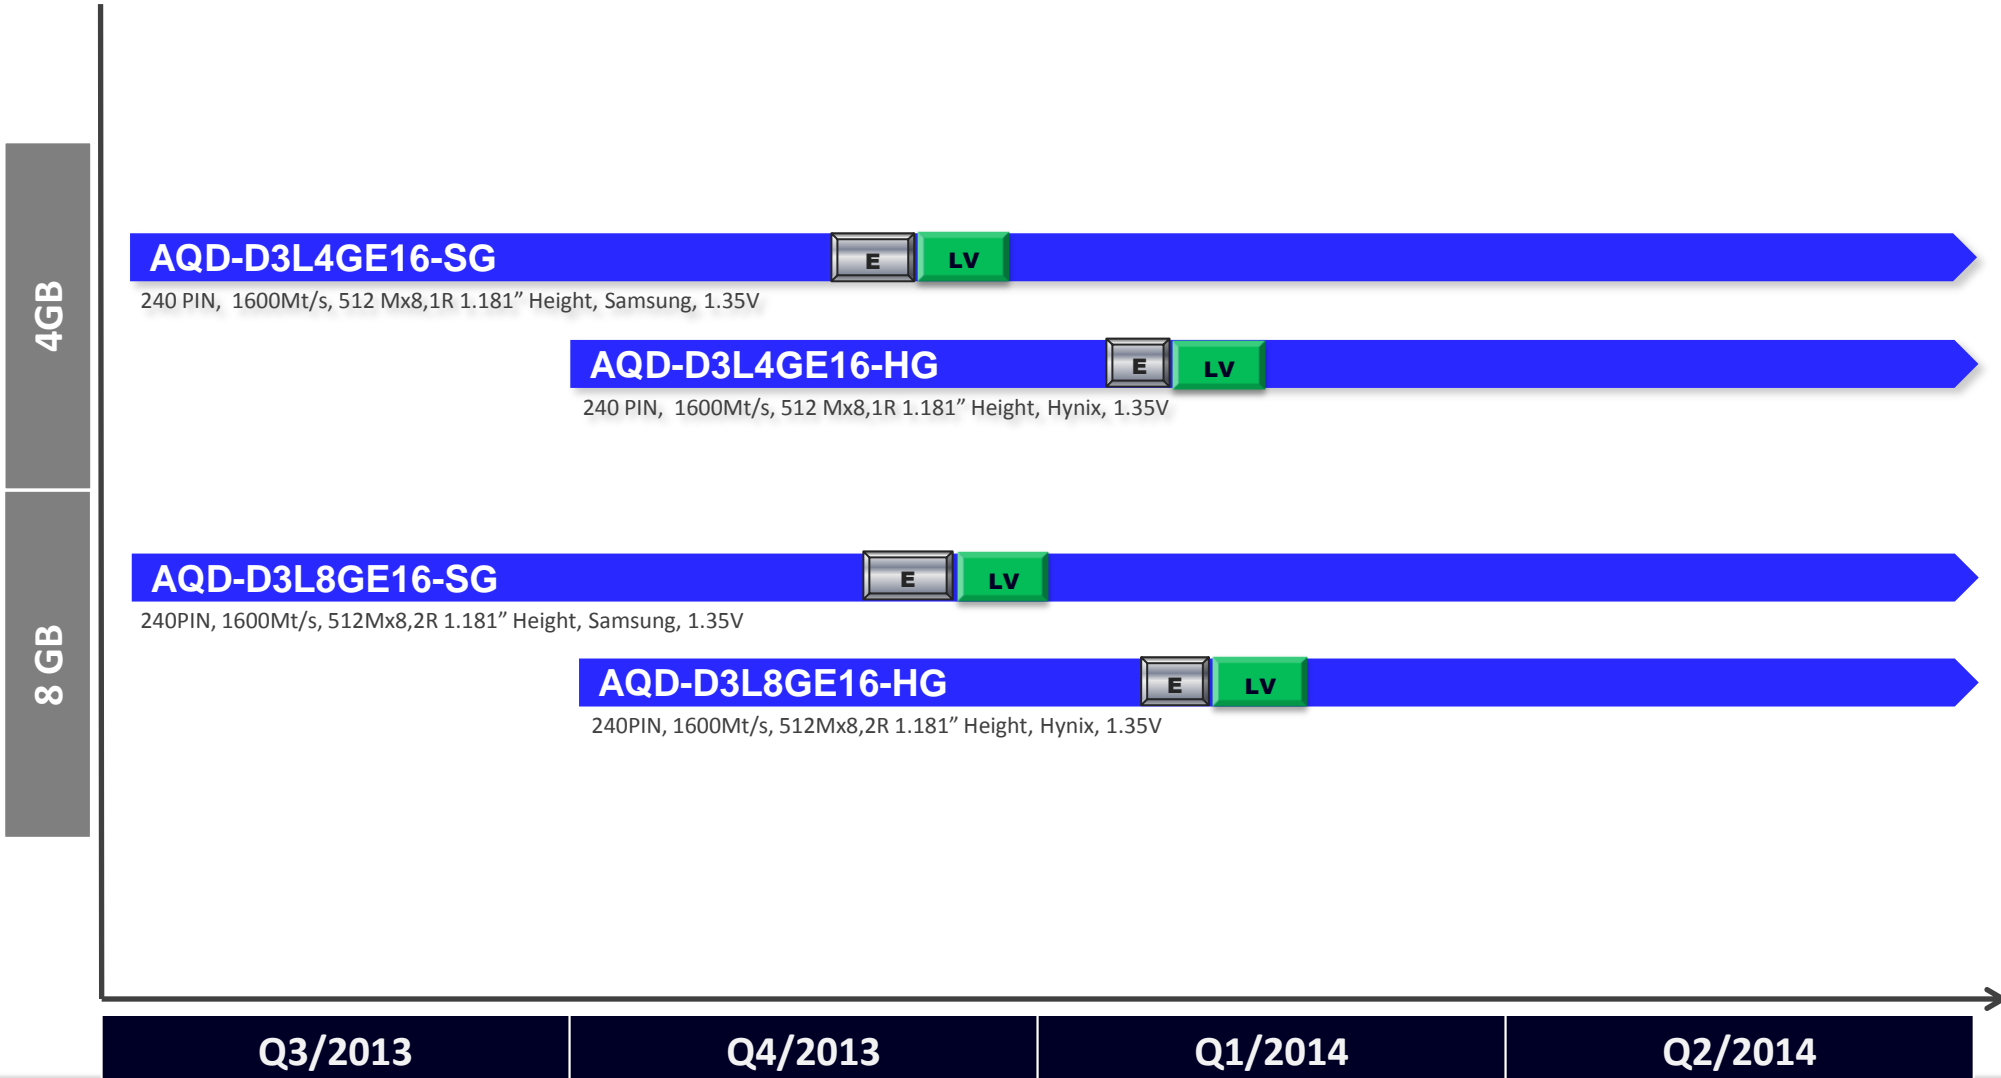 4GB
AQD-D3L4GE16-SG E LV
240 PIN, 1600Mt/s, 512 Mx8,1R 1.181” Height, Samsung, 1.35V
AQD-D3L4GE16-HG E LV
240 PIN, 1600Mt/s, 512 Mx8,1R 1.181” Height, Hynix, 1.35V
8 GB
AQD-D3L8GE16-SG E LV
240PIN, 1600Mt/s, 512Mx8,2R 1.181” Height, Samsung, 1.35V
AQD-D3L8GE16-HG E LV
240PIN, 1600Mt/s, 512Mx8,2R 1.181” Height, Hynix, 1.35V
Q3/2013 Q4/2013 Q1/2014 Q2/2014